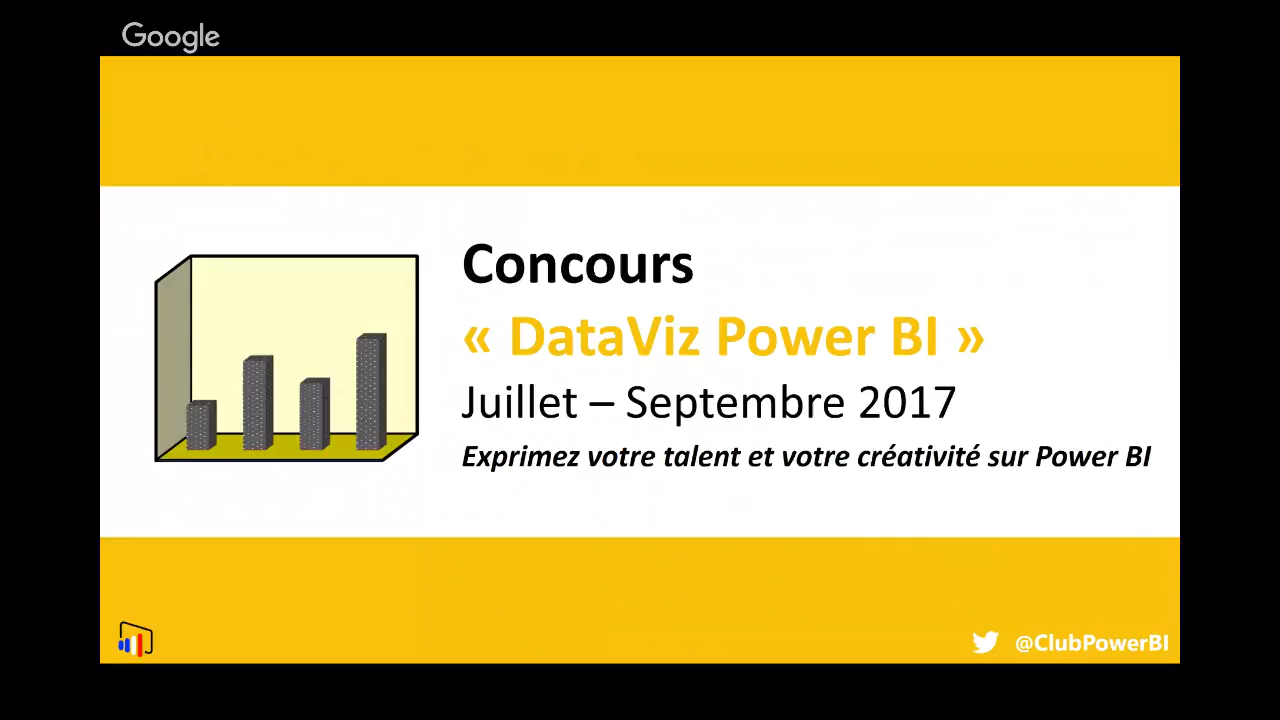 Google
Concours
« DataViz Power BI »
Juillet – Septembre 2017
Exprimez votre talent et votre créativité sur Power BI
@ClubPowerBI